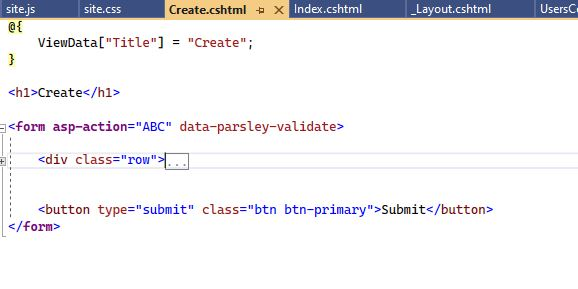 site.js site.css Create.cshtml Index.cshtml _Layout.cshtml UsersCo
@{
ViewData["Title"] = "Create";
}
<h1>Create</h1>
<form asp-action="ABC" data-parsley-validate>
<div class="row">...
<button type="submit" class="btn btn-primary">Submit</button>
</form>